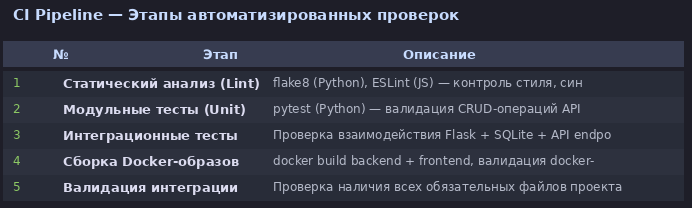 CI Pipeline — Этапы автоматизированных проверок
№ Этап Описание
1 Статический анализ (Lint) flake8 (Python), ESLint (JS) — контроль стиля, син
2 Модульные тесты (Unit) pytest (Python) — валидация CRUD-операций API
3 Интеграционные тесты Проверка взаимодействия Flask + SQLite + API endpo
4 Сборка Docker-образов docker build backend + frontend, валидация docker-
5 Валидация интеграции Проверка наличия всех обязательных файлов проекта